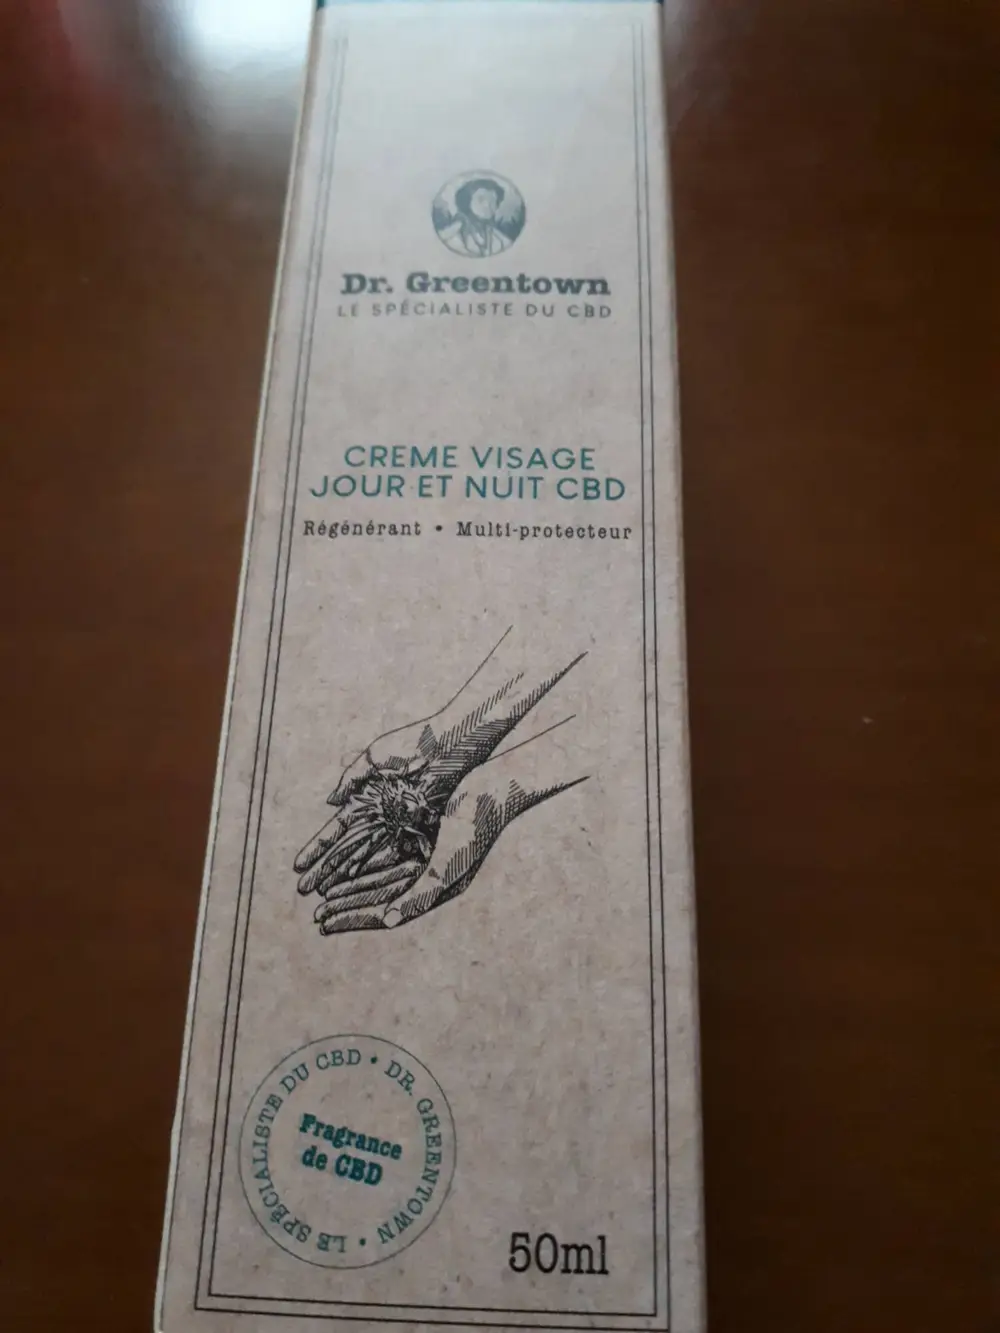 Dr. Greentown
LE SPÉCIALISTE DU CBD
CREME VISAGE
JOUR ET NUIT CBD
Régénérant • Multi-protecteur
LE SPÉCIALISTE DU CBD • DR. GREENTOWN •
Fragrance
de CBD
50ml